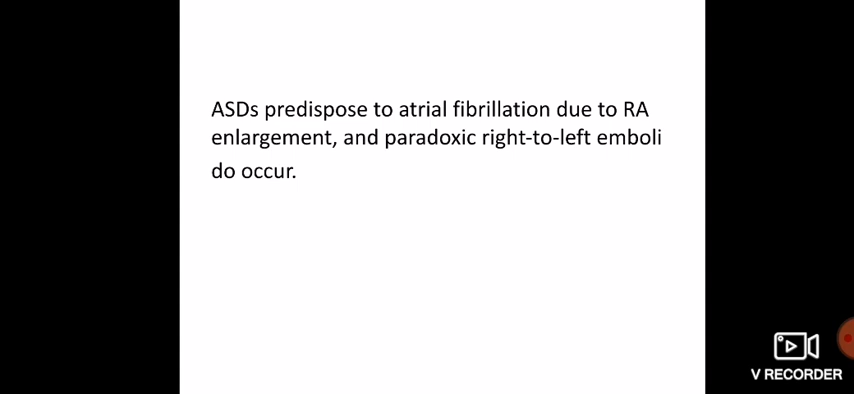 ASDs predispose to atrial fibrillation due to RA
enlargement, and paradoxic right-to-left emboli
do occur.
V RECORDER